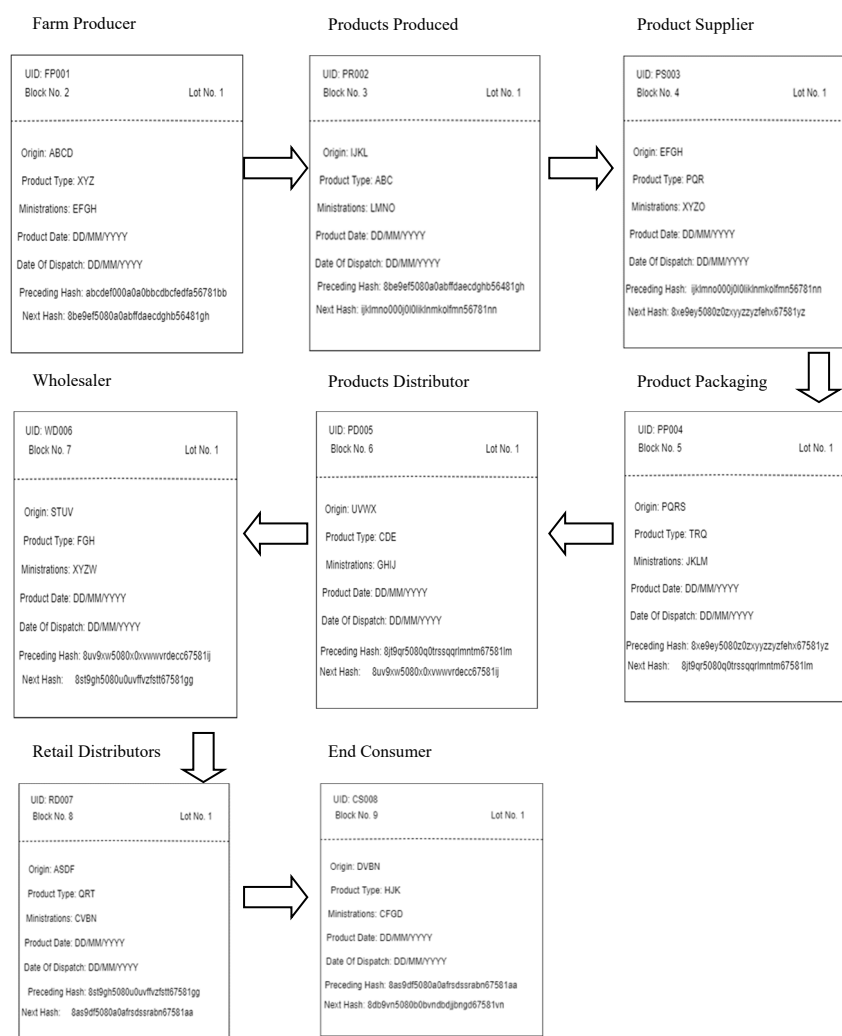 Farm Producer
UID: FP001
Block No. 2 Lot No. 1
Origin: ABCD
Product Type: XYZ
Ministrations: EFGH
Product Date: DD/MM/YYYY
Date Of Dispatch: DD/MM/YYYY
Preceding Hash: abcdef000a0a0bbcdbcfedfa56781bb
Next Hash: 8be9ef5080a0abffdaecdghb56481gh
Products Produced
UID: PR002
Block No. 3 Lot No. 1
Origin: IJKL
Product Type: ABC
Ministrations: LMNO
Product Date: DD/MM/YYYY
Date Of Dispatch: DD/MM/YYYY
Preceding Hash: 8be9ef5080a0abffdaecdghb56481gh
Next Hash: ijklmno000j0l0liklnmkolfmn56781nn
Product Supplier
UID: PS003
Block No. 4 Lot No. 1
Origin: EFGH
Product Type: PQR
Ministrations: XYZO
Product Date: DD/MM/YYYY
Date Of Dispatch: DD/MM/YYYY
Preceding Hash: ijklmno000j0l0liklnmkolfmn56781nn
Next Hash: 8xe9ey5080z0zxyyzzyzfehx67581yz
Wholesaler
UID: WD006
Block No. 7 Lot No. 1
Origin: STUV
Product Type: FGH
Ministrations: XYZW
Product Date: DD/MM/YYYY
Date Of Dispatch: DD/MM/YYYY
Preceding Hash: 8uv9xw5080x0xvwwvrdecc67581ij
Next Hash: 8st9gh5080u0uvffvzfstt67581gg
Products Distributor
UID: PD005
Block No. 6 Lot No. 1
Origin: UVWX
Product Type: CDE
Ministrations: GHIJ
Product Date: DD/MM/YYYY
Date Of Dispatch: DD/MM/YYYY
Preceding Hash: 8jt9qr5080q0trssqqrlmntm67581lm
Next Hash: 8uv9xw5080x0xvwwvrdecc67581ij
Product Packaging
UID: PP004
Block No. 5 Lot No. 1
Origin: PQRS
Product Type: TRQ
Ministrations: JKLM
Product Date: DD/MM/YYYY
Date Of Dispatch: DD/MM/YYYY
Preceding Hash: 8xe9ey5080z0zxyyzzyzfehx67581yz
Next Hash: 8jt9qr5080q0trssqqrlmntm67581lm
Retail Distributors
UID: RD007
Block No. 8 Lot No. 1
Origin: ASDF
Product Type: QRT
Ministrations: CVBN
Product Date: DD/MM/YYYY
Date Of Dispatch: DD/MM/YYYY
Preceding Hash: 8st9gh5080u0uvffvzfstt67581gg
Next Hash: 8as9df5080a0afrsdssrabn67581aa
End Consumer
UID: CS008
Block No. 9 Lot No. 1
Origin: DVBN
Product Type: HJK
Ministrations: CFGD
Product Date: DD/MM/YYYY
Date Of Dispatch: DD/MM/YYYY
Preceding Hash: 8as9df5080a0afrsdssrabn67581aa
Next Hash: 8db9vn5080b0bvndbdjjbngd67581vn